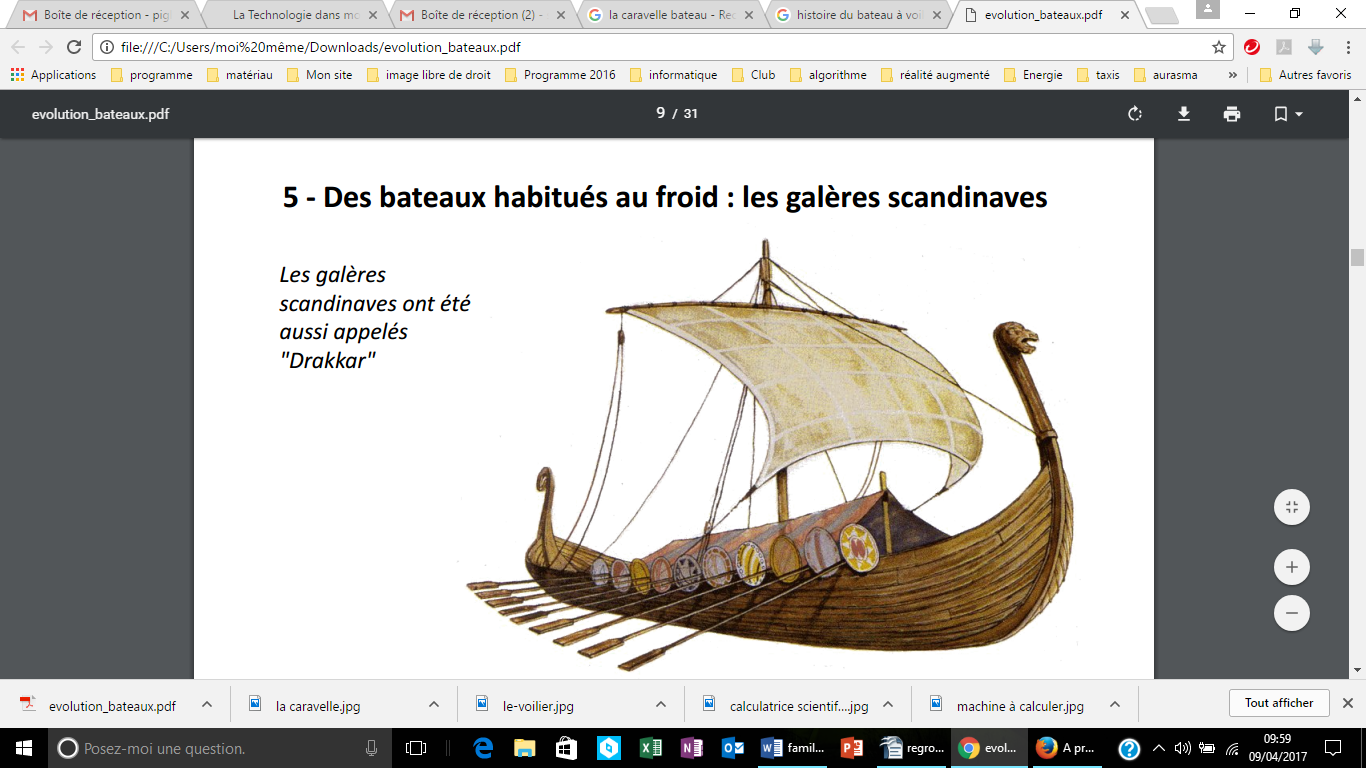 Boîte de réception - pigl
La Technologie dans mo
Boîte de réception (2) -
la caravelle bateau - Rec
histoire du bateau à voil
evolution_bateaux.pdf
file:///C:/Users/moi%20même/Downloads/evolution_bateaux.pdf
Applications
programme
matériau
Mon site
image libre de droit
Programme 2016
informatique
Club
algorithme
réalité augmenté
Energie
taxis
aurasma
»
Autres favoris
evolution_bateaux.pdf
9 / 31
5 - Des bateaux habitués au froid : les galères scandinaves
Les galères
scandinaves ont été
aussi appelés
"Drakkar"
evolution_bateaux.pdf
la caravelle.jpg
le-voilier.jpg
calculatrice scientif....jpg
machine à calculer.jpg
Tout afficher
Posez-moi une question.
famil...
regro...
evol...
A pr...
09:59
09/04/2017